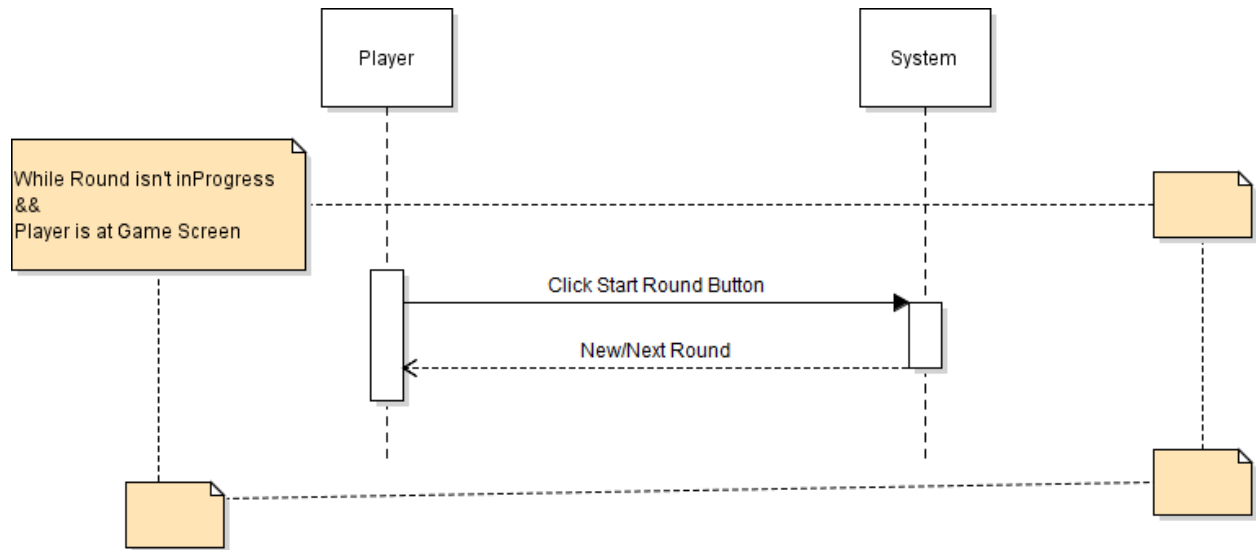 Player
System
While Round isn't inProgress
&&
Player is at Game Screen
Click Start Round Button
New/Next Round